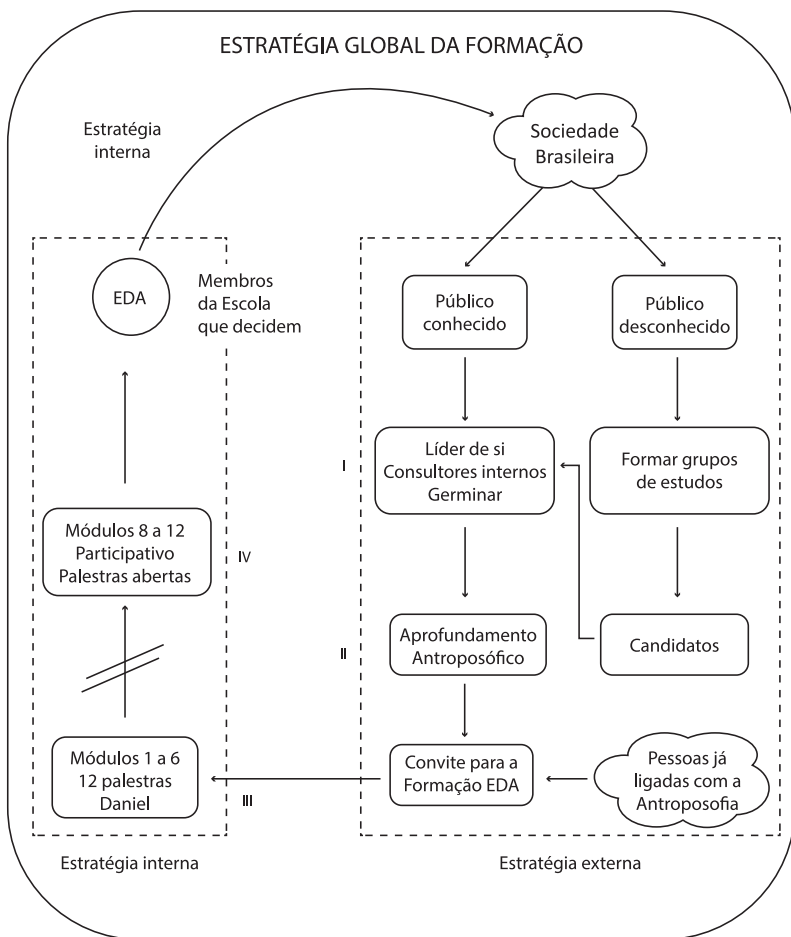 ESTRATÉGIA GLOBAL DA FORMAÇÃO
Estratégia
interna
Sociedade
Brasileira
EDA
Membros
da Escola
que decidem
Público
conhecido
Público
desconhecido
I
Líder de si
Consultores internos
Germinar
Formar grupos
de estudos
Módulos 8 a 12
Participativo
Palestras abertas
IV
II
Aprofundamento
Antroposófico
Candidatos
Módulos 1 a 6
12 palestras
Daniel
III
Convite para a
Formação EDA
Pessoas já
ligadas com a
Antroposofia
Estratégia interna
Estratégia externa